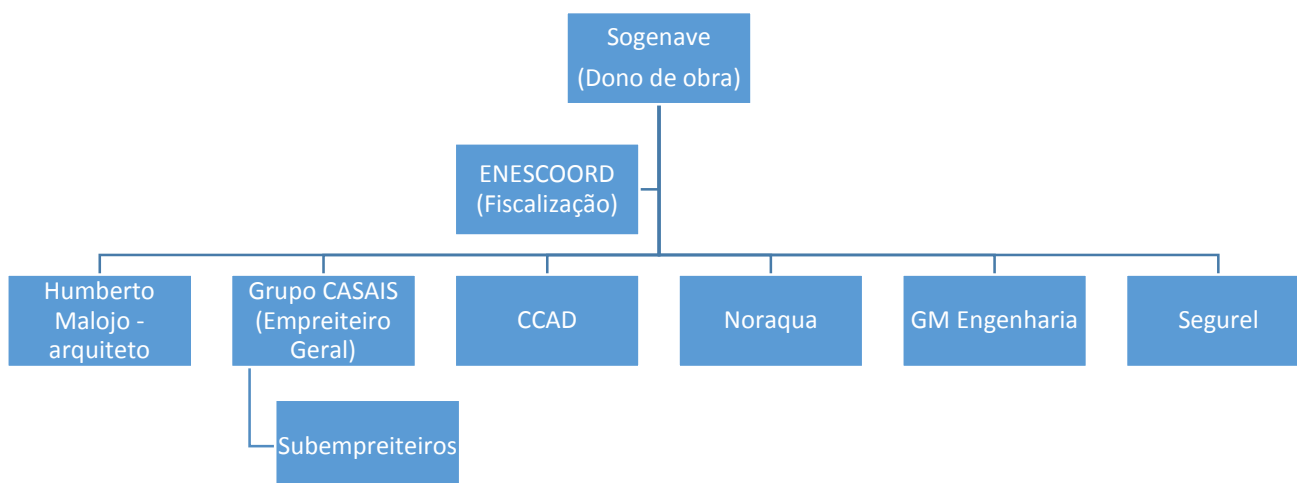 Sogenave
(Dono de obra)
ENESCOORD
(Fiscalização)
Humberto
Malojo -
arquiteto
Grupo CASAIS
(Empreiteiro
Geral)
CCAD
Noraqua
GM Engenharia
Segurel
Subempreiteiros